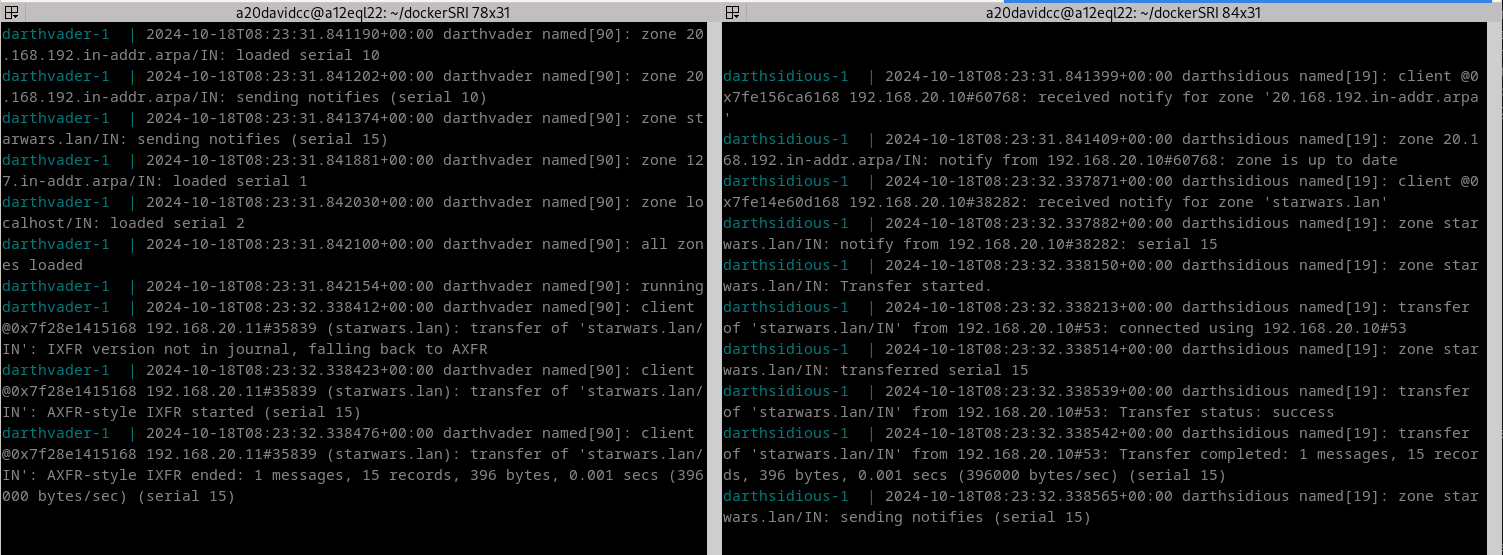 a20davidcc@a12eql22: ~/dockerSRI 78x31
darthvader-1  | 2024-10-18T08:23:31.841190+00:00 darthvader named[90]: zone 20
.168.192.in-addr.arpa/IN: loaded serial 10
darthvader-1  | 2024-10-18T08:23:31.841202+00:00 darthvader named[90]: zone 20
.168.192.in-addr.arpa/IN: sending notifies (serial 10)
darthvader-1  | 2024-10-18T08:23:31.841374+00:00 darthvader named[90]: zone st
arwars.lan/IN: sending notifies (serial 15)
darthvader-1  | 2024-10-18T08:23:31.841881+00:00 darthvader named[90]: zone 12
7.in-addr.arpa/IN: loaded serial 1
darthvader-1  | 2024-10-18T08:23:31.842030+00:00 darthvader named[90]: zone lo
calhost/IN: loaded serial 2
darthvader-1  | 2024-10-18T08:23:31.842100+00:00 darthvader named[90]: all zon
es loaded
darthvader-1  | 2024-10-18T08:23:31.842154+00:00 darthvader named[90]: running
darthvader-1  | 2024-10-18T08:23:32.338412+00:00 darthvader named[90]: client
@0x7f28e1415168 192.168.20.11#35839 (starwars.lan): transfer of 'starwars.lan/
IN': IXFR version not in journal, falling back to AXFR
darthvader-1  | 2024-10-18T08:23:32.338423+00:00 darthvader named[90]: client
@0x7f28e1415168 192.168.20.11#35839 (starwars.lan): transfer of 'starwars.lan/
IN': AXFR-style IXFR started (serial 15)
darthvader-1  | 2024-10-18T08:23:32.338476+00:00 darthvader named[90]: client
@0x7f28e1415168 192.168.20.11#35839 (starwars.lan): transfer of 'starwars.lan/
IN': AXFR-style IXFR ended: 1 messages, 15 records, 396 bytes, 0.001 secs (396
000 bytes/sec) (serial 15)
a20davidcc@a12eql22: ~/dockerSRI 84x31
darthsidious-1  | 2024-10-18T08:23:31.841399+00:00 darthsidious named[19]: client @0
x7fe156ca6168 192.168.20.10#60768: received notify for zone '20.168.192.in-addr.arpa
'
darthsidious-1  | 2024-10-18T08:23:31.841409+00:00 darthsidious named[19]: zone 20.1
68.192.in-addr.arpa/IN: notify from 192.168.20.10#60768: zone is up to date
darthsidious-1  | 2024-10-18T08:23:32.337871+00:00 darthsidious named[19]: client @0
x7fe14e60d168 192.168.20.10#38282: received notify for zone 'starwars.lan'
darthsidious-1  | 2024-10-18T08:23:32.337882+00:00 darthsidious named[19]: zone star
wars.lan/IN: notify from 192.168.20.10#38282: serial 15
darthsidious-1  | 2024-10-18T08:23:32.338150+00:00 darthsidious named[19]: zone star
wars.lan/IN: Transfer started.
darthsidious-1  | 2024-10-18T08:23:32.338213+00:00 darthsidious named[19]: transfer
of 'starwars.lan/IN' from 192.168.20.10#53: connected using 192.168.20.10#53
darthsidious-1  | 2024-10-18T08:23:32.338514+00:00 darthsidious named[19]: zone star
wars.lan/IN: transferred serial 15
darthsidious-1  | 2024-10-18T08:23:32.338539+00:00 darthsidious named[19]: transfer
of 'starwars.lan/IN' from 192.168.20.10#53: Transfer status: success
darthsidious-1  | 2024-10-18T08:23:32.338542+00:00 darthsidious named[19]: transfer
of 'starwars.lan/IN' from 192.168.20.10#53: Transfer completed: 1 messages, 15 recor
ds, 396 bytes, 0.001 secs (396000 bytes/sec) (serial 15)
darthsidious-1  | 2024-10-18T08:23:32.338565+00:00 darthsidious named[19]: zone star
wars.lan/IN: sending notifies (serial 15)